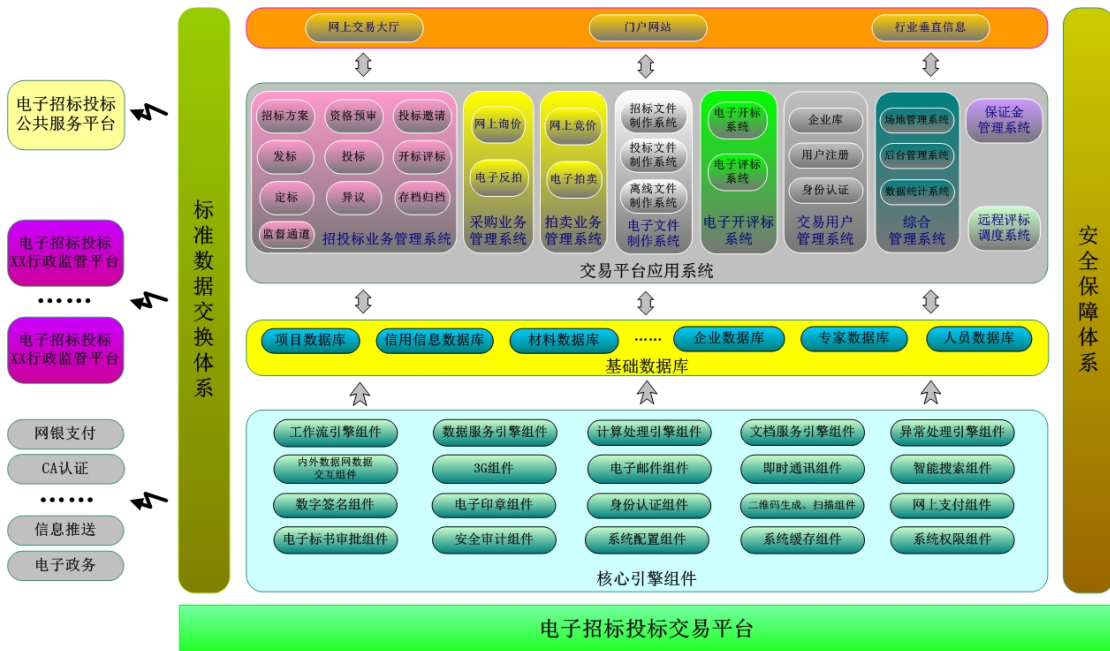 网上交易大厅
门户网站
行业垂直信息
电子招标投标
公共服务平台
电子招标投标
XX行政监管平台
……
电子招标投标
XX行政监管平台
网银支付
CA认证
……
信息推送
电子政务
标准数据交换体系
招标方案
资格预审
投标邀请
发标
投标
开标评标
定标
异议
存档归档
监督通道
招投标业务管理系统
网上询价
电子反拍
采购业务
管理系统
网上竞价
电子拍卖
拍卖业务
管理系统
招标文件
制作系统
投标文件
制作系统
离线文件
制作系统
电子文件
制作系统
电子开标
系统
电子评标
系统
电子开评标
系统
企业库
用户注册
身份认证
交易用户
管理系统
场地管理系统
后台管理系统
数据统计系统
综合
管理系统
保证金
管理系统
远程评标
调度系统
交易平台应用系统
项目数据库
信用信息数据库
材料数据库
……
企业数据库
专家数据库
人员数据库
基础数据库
工作流引擎组件
数据服务引擎组件
计算处理引擎组件
文档服务引擎组件
异常处理引擎组件
内外数据网数据
交互组件
3G组件
电子邮件组件
即时通讯组件
智能搜索组件
数字签名组件
电子印章组件
身份认证组件
二维码生成、扫描组件
网上支付组件
电子标书审批组件
安全审计组件
系统配置组件
系统缓存组件
系统权限组件
核心引擎组件
安全保障体系
电子招标投标交易平台